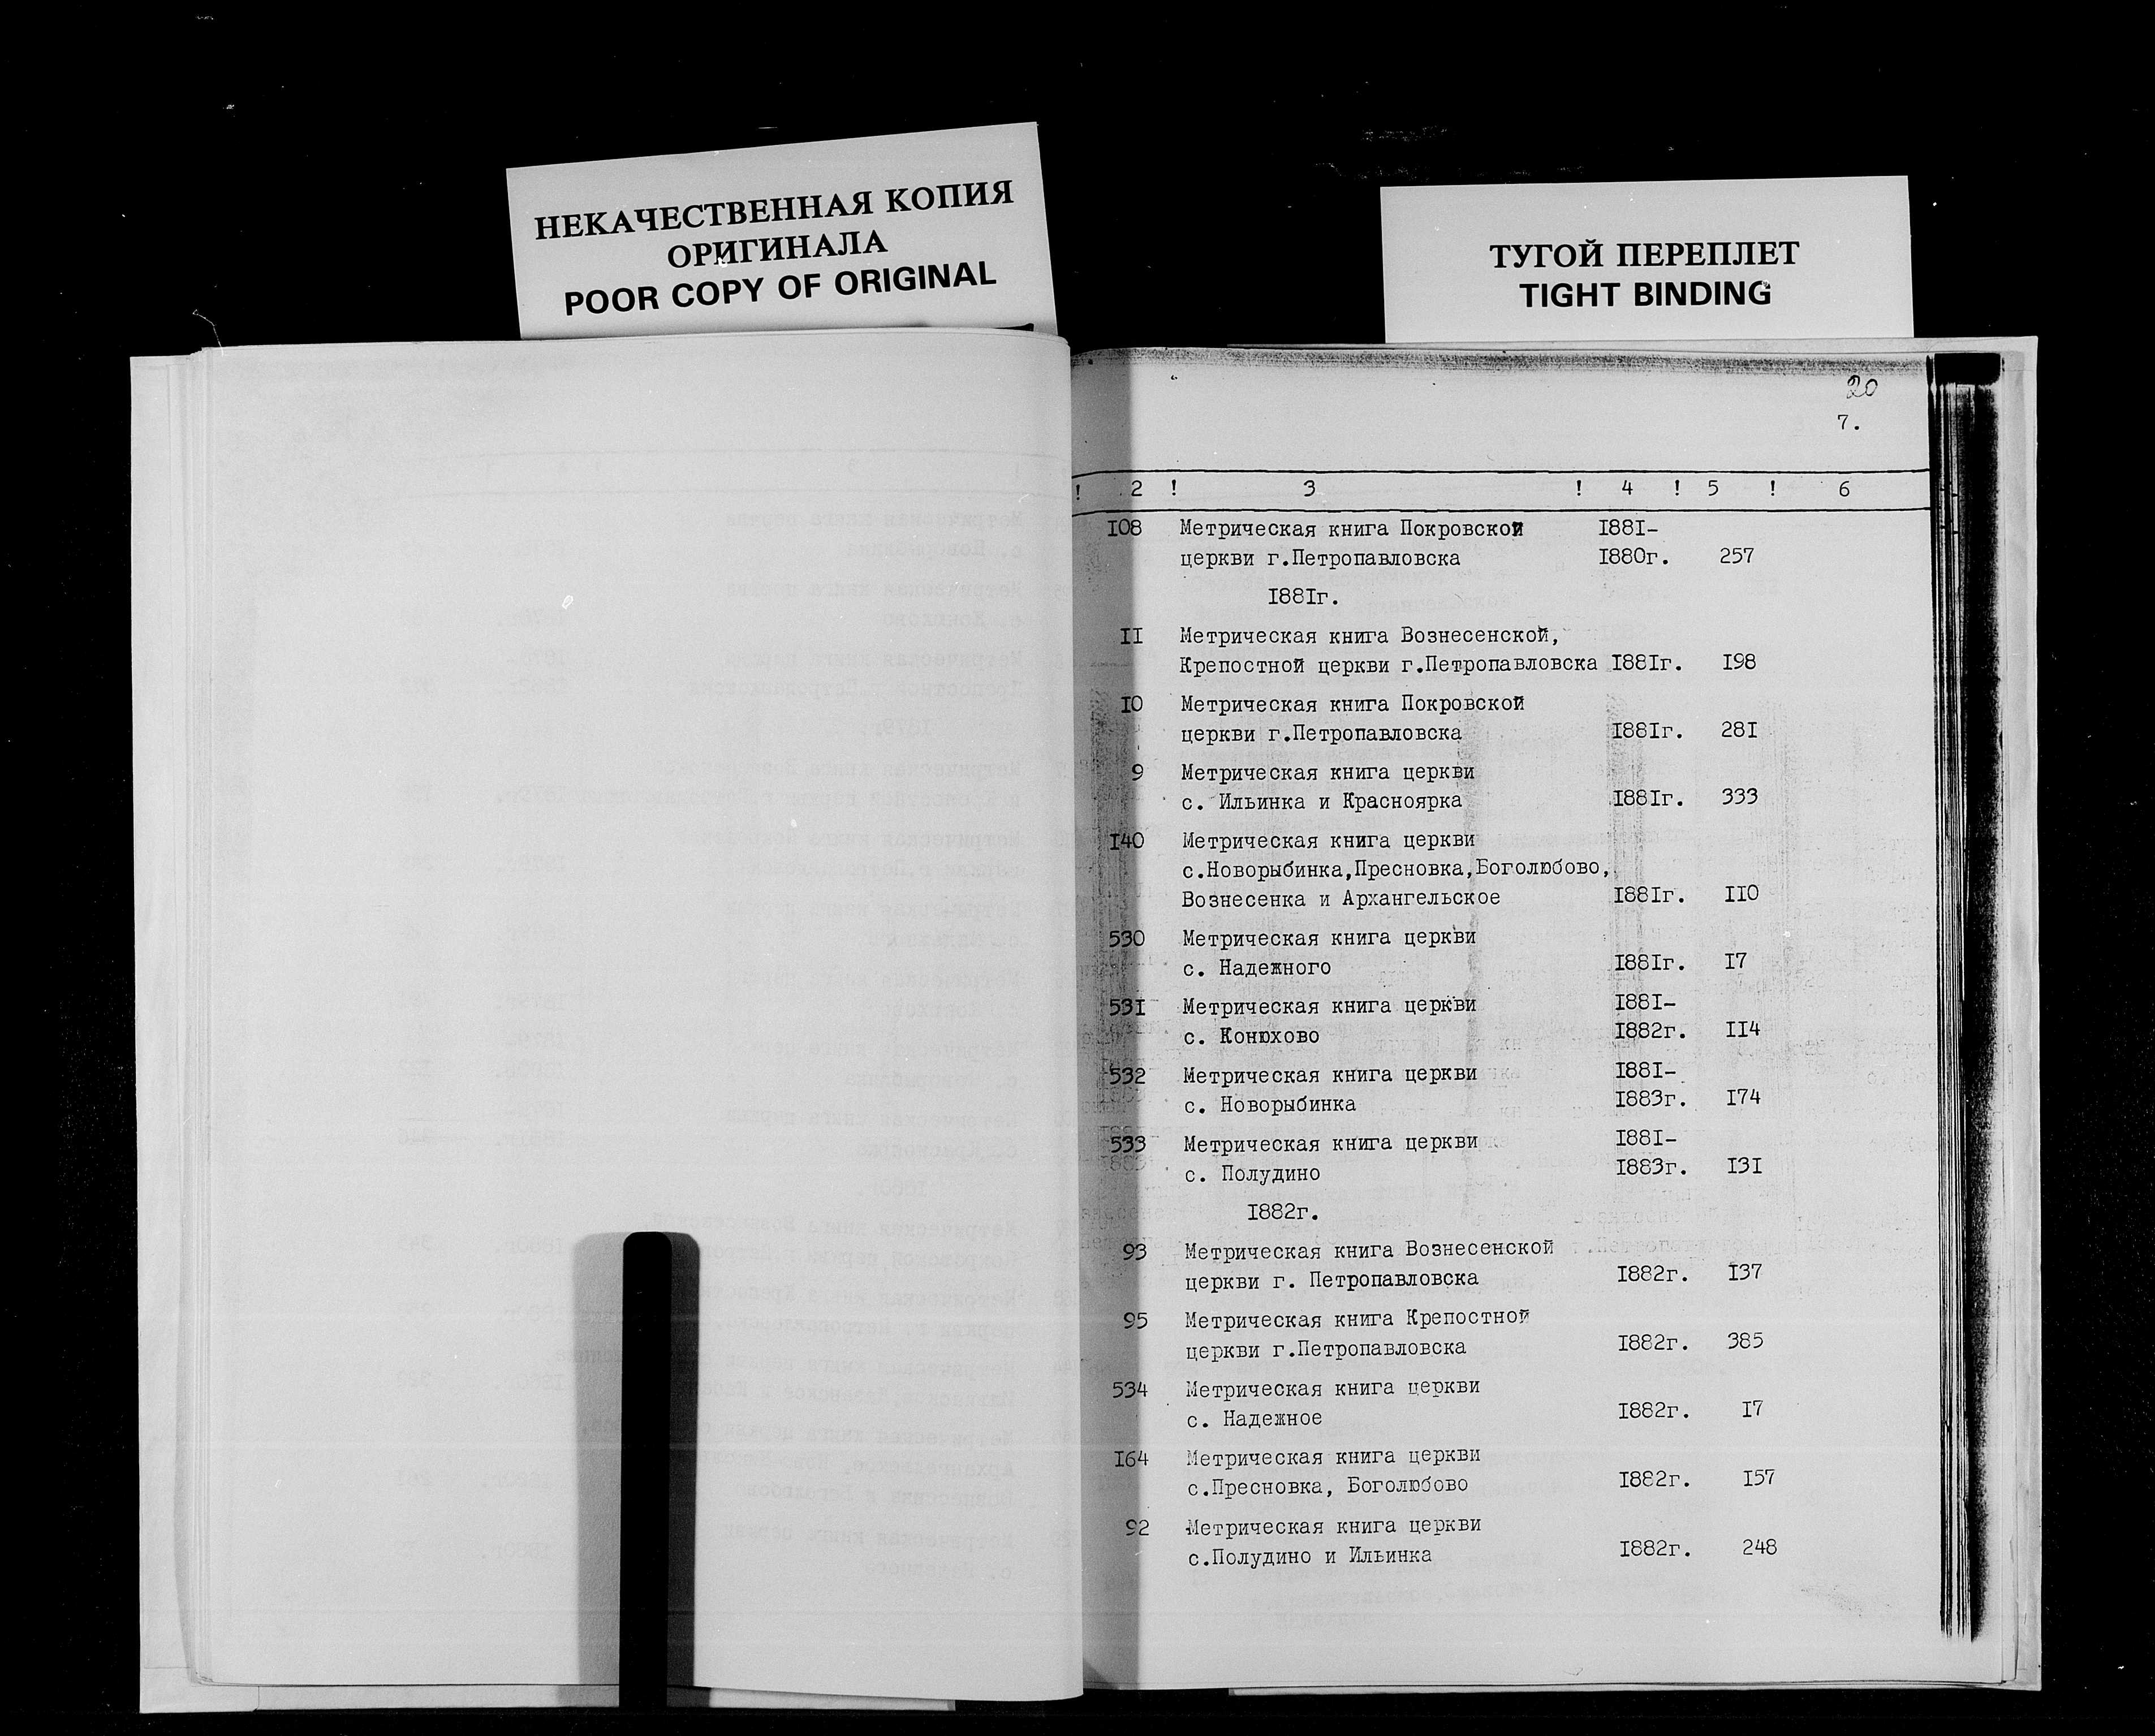 НЕКАЧЕСТВЕННАЯ КОПИЯ
ОРИГИНАЛА
POOR COPY OF ORIGINAL
ТУГОЙ ПЕРЕПЛЕТ
TIGHT BINDING
20
7.
! 2 ! 3 ! 4 ! 5 ! 6
I08 Метрическая книга Покровской I88I-
церкви г.Петропавловска I880г. 257
I88Iг.
II Метрическая книга Вознесенской,
Крепостной церкви г.Петропавловска I88Iг. I98
I0 Метрическая книга Покровской
церкви г.Петропавловска I88Iг. 28I
9 Метрическая книга церкви
с. Ильинка и Красноярка I88Iг. 333
I40 Метрическая книга церкви
с.Новорыбинка,Пресновка,Боголюбово,
Вознесенка и Архангельское I88Iг. II0
530 Метрическая книга церкви
с. Надежного I88Iг. I7
53I Метрическая книга церкви I88I-
с. Конюхово I882г. II4
532 Метрическая книга церкви I88I-
с. Новорыбинка I883г. I74
533 Метрическая книга церкви I88I-
с. Полудино I883г. I3I
I882г.
93 Метрическая книга Вознесенской
церкви г. Петропавловска I882г. I37
95 Метрическая книга Крепостной
церкви г.Петропавловска I882г. 385
534 Метрическая книга церкви
с. Надежное I882г. I7
I64 Метрическая книга церкви
с.Пресновка, Боголюбово I882г. I57
92 Метрическая книга церкви
с.Полудино и Ильинка I882г. 248